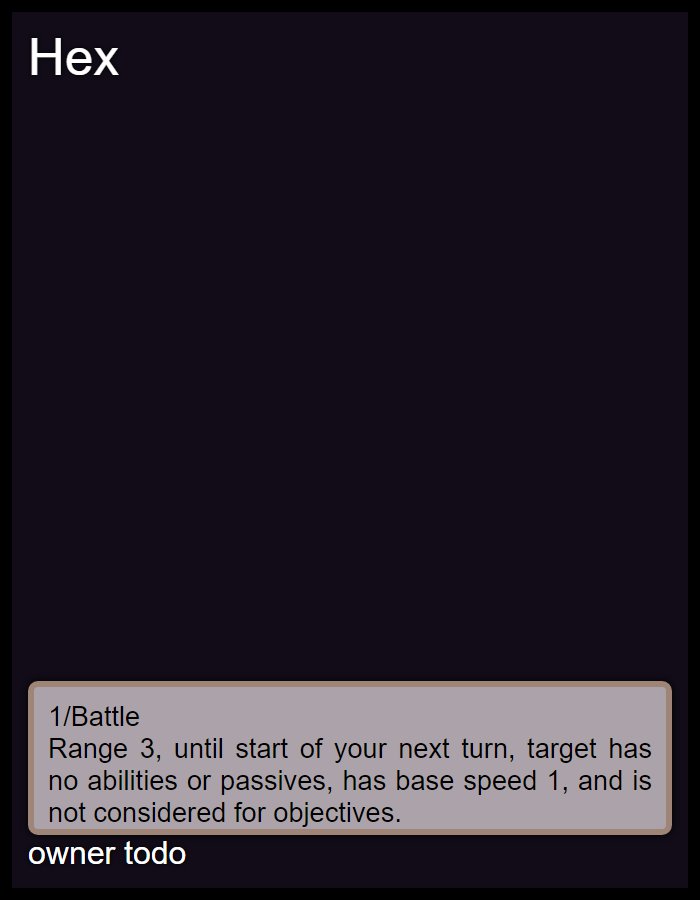 Hex
1/Battle
Range 3, until start of your next turn, target has
no abilities or passives, has base speed 1, and is
not considered for objectives.
owner todo